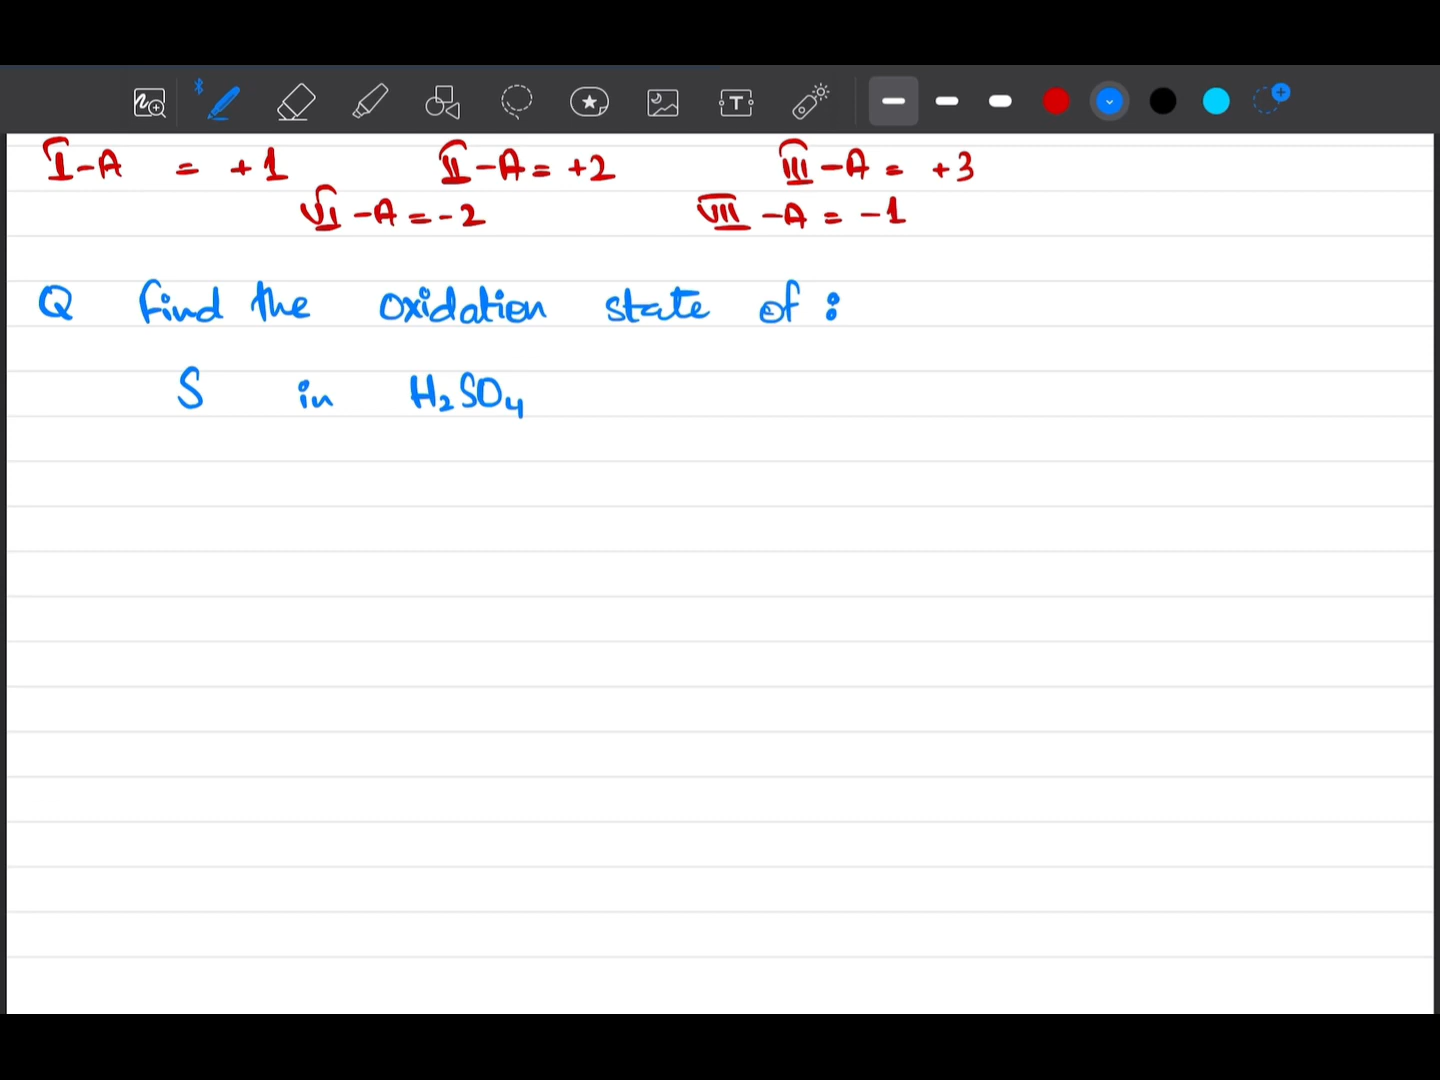 I-A = +1 II-A = +2 III-A = +3
VI-A = -2 VII-A = -1
Q find the oxidation state of :
S in H₂SO₄